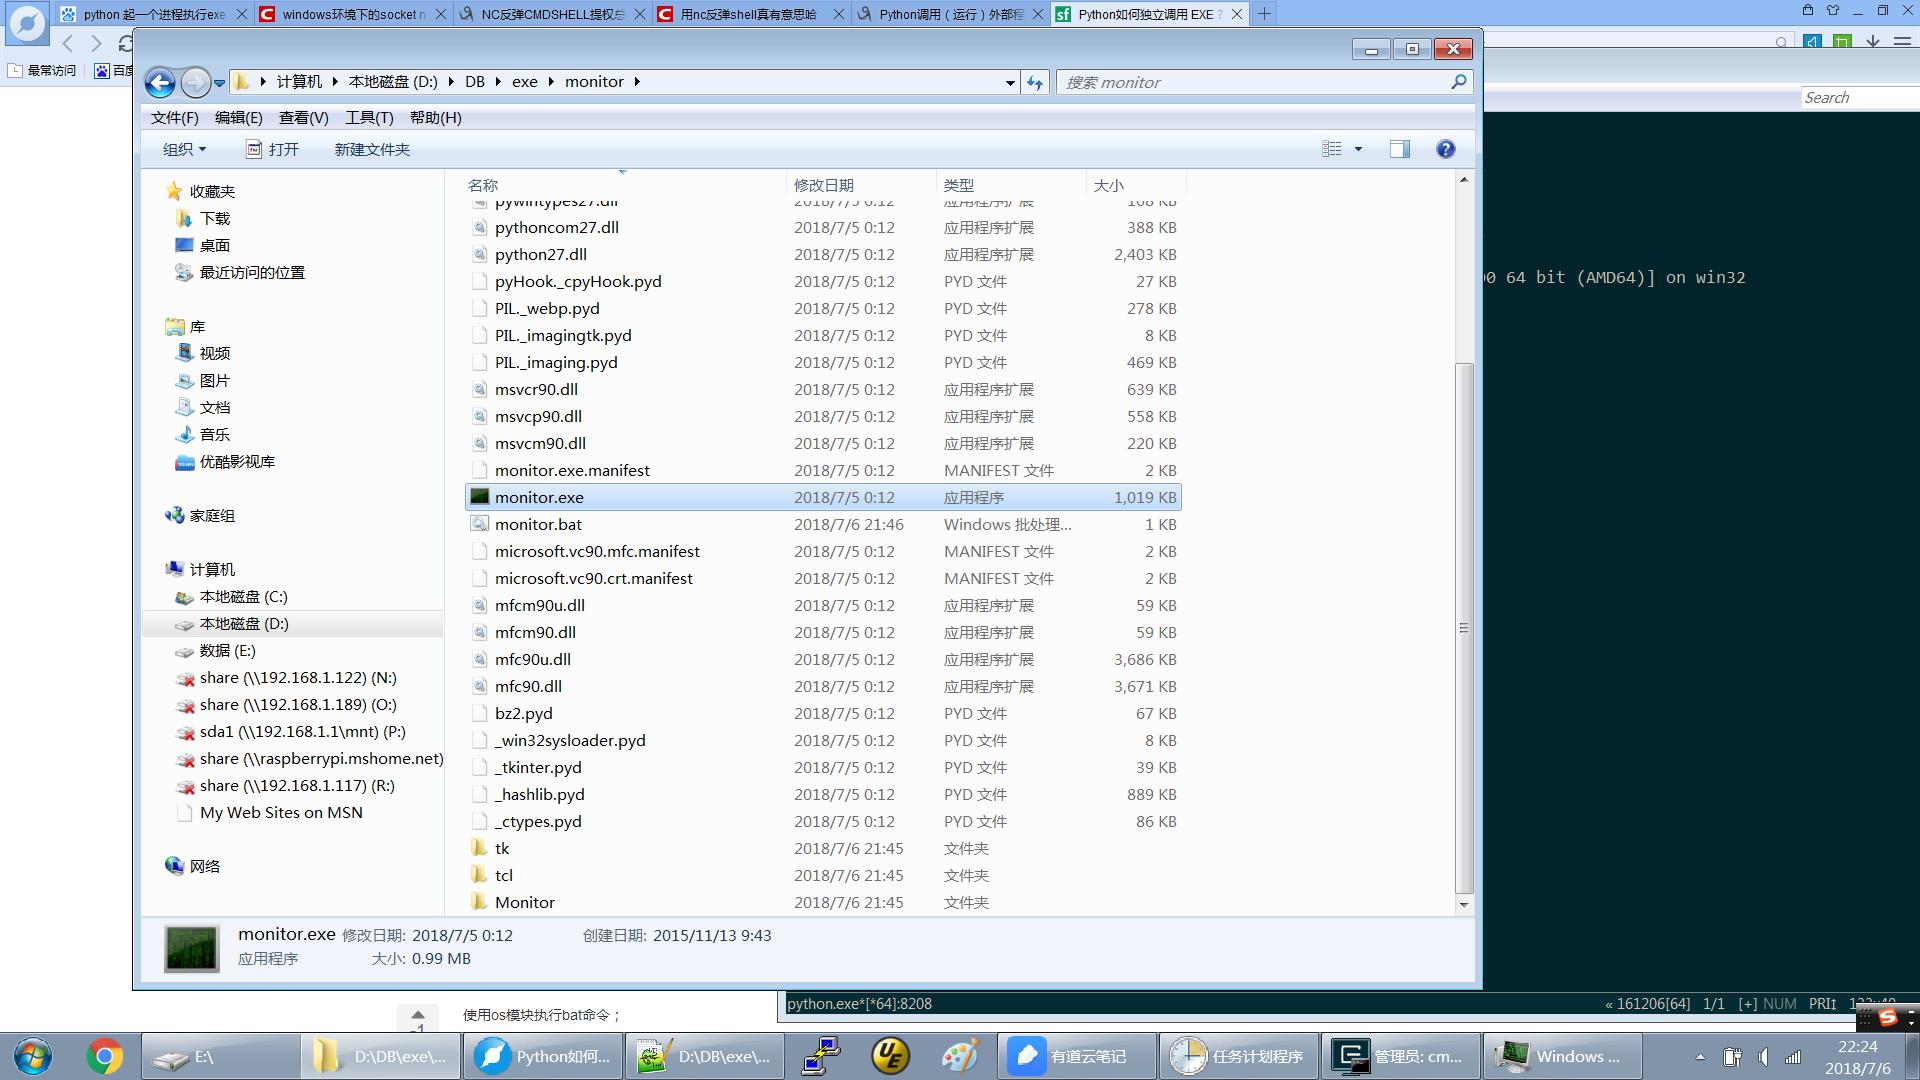 python 起一个进程执行exe
windows环境下的socket n
NC反弹CMDSHELL提权总
用nc反弹shell真有意思哈
Python调用（运行）外部程
Python如何独立调用 EXE？
最常访问
百度
计算机 本地磁盘 (D:) DB exe monitor
搜索 monitor
Search
文件(F) 编辑(E) 查看(V) 工具(T) 帮助(H)
组织 打开 新建文件夹
收藏夹
下载
桌面
最近访问的位置
库
视频
图片
文档
音乐
优酷影视库
家庭组
计算机
本地磁盘 (C:)
本地磁盘 (D:)
数据 (E:)
share (\\192.168.1.122) (N:)
share (\\192.168.1.189) (O:)
sda1 (\\192.168.1.1\mnt) (P:)
share (\\raspberrypi.mshome.net)
share (\\192.168.1.117) (R:)
My Web Sites on MSN
网络
名称 修改日期 类型 大小
pywintypes27.dll 2018/7/5 0:12 应用程序扩展 108 KB
pythoncom27.dll 2018/7/5 0:12 应用程序扩展 388 KB
python27.dll 2018/7/5 0:12 应用程序扩展 2,403 KB
pyHook._cpyHook.pyd 2018/7/5 0:12 PYD 文件 27 KB
PIL._webp.pyd 2018/7/5 0:12 PYD 文件 278 KB
PIL._imagingtk.pyd 2018/7/5 0:12 PYD 文件 8 KB
PIL._imaging.pyd 2018/7/5 0:12 PYD 文件 469 KB
msvcr90.dll 2018/7/5 0:12 应用程序扩展 639 KB
msvcp90.dll 2018/7/5 0:12 应用程序扩展 558 KB
msvcm90.dll 2018/7/5 0:12 应用程序扩展 220 KB
monitor.exe.manifest 2018/7/5 0:12 MANIFEST 文件 2 KB
monitor.exe 2018/7/5 0:12 应用程序 1,019 KB
monitor.bat 2018/7/6 21:46 Windows 批处理... 1 KB
microsoft.vc90.mfc.manifest 2018/7/5 0:12 MANIFEST 文件 2 KB
microsoft.vc90.crt.manifest 2018/7/5 0:12 MANIFEST 文件 2 KB
mfcm90u.dll 2018/7/5 0:12 应用程序扩展 59 KB
mfcm90.dll 2018/7/5 0:12 应用程序扩展 59 KB
mfc90u.dll 2018/7/5 0:12 应用程序扩展 3,686 KB
mfc90.dll 2018/7/5 0:12 应用程序扩展 3,671 KB
bz2.pyd 2018/7/5 0:12 PYD 文件 67 KB
_win32sysloader.pyd 2018/7/5 0:12 PYD 文件 8 KB
_tkinter.pyd 2018/7/5 0:12 PYD 文件 39 KB
_hashlib.pyd 2018/7/5 0:12 PYD 文件 889 KB
_ctypes.pyd 2018/7/5 0:12 PYD 文件 86 KB
tk 2018/7/6 21:45 文件夹
tcl 2018/7/6 21:45 文件夹
Monitor 2018/7/6 21:45 文件夹
monitor.exe 修改日期: 2018/7/5 0:12 创建日期: 2015/11/13 9:43
应用程序 大小: 0.99 MB
00 64 bit (AMD64)] on win32
python.exe*[*64]:8208 « 161206[64] 1/1 [+] NUM PRI↕
-1
使用os模块执行bat命令；
E:\
D:\DB\exe\...
Python如何...
D:\DB\exe\...
有道云笔记
任务计划程序
管理员: cm...
Windows ...
22:24
2018/7/6